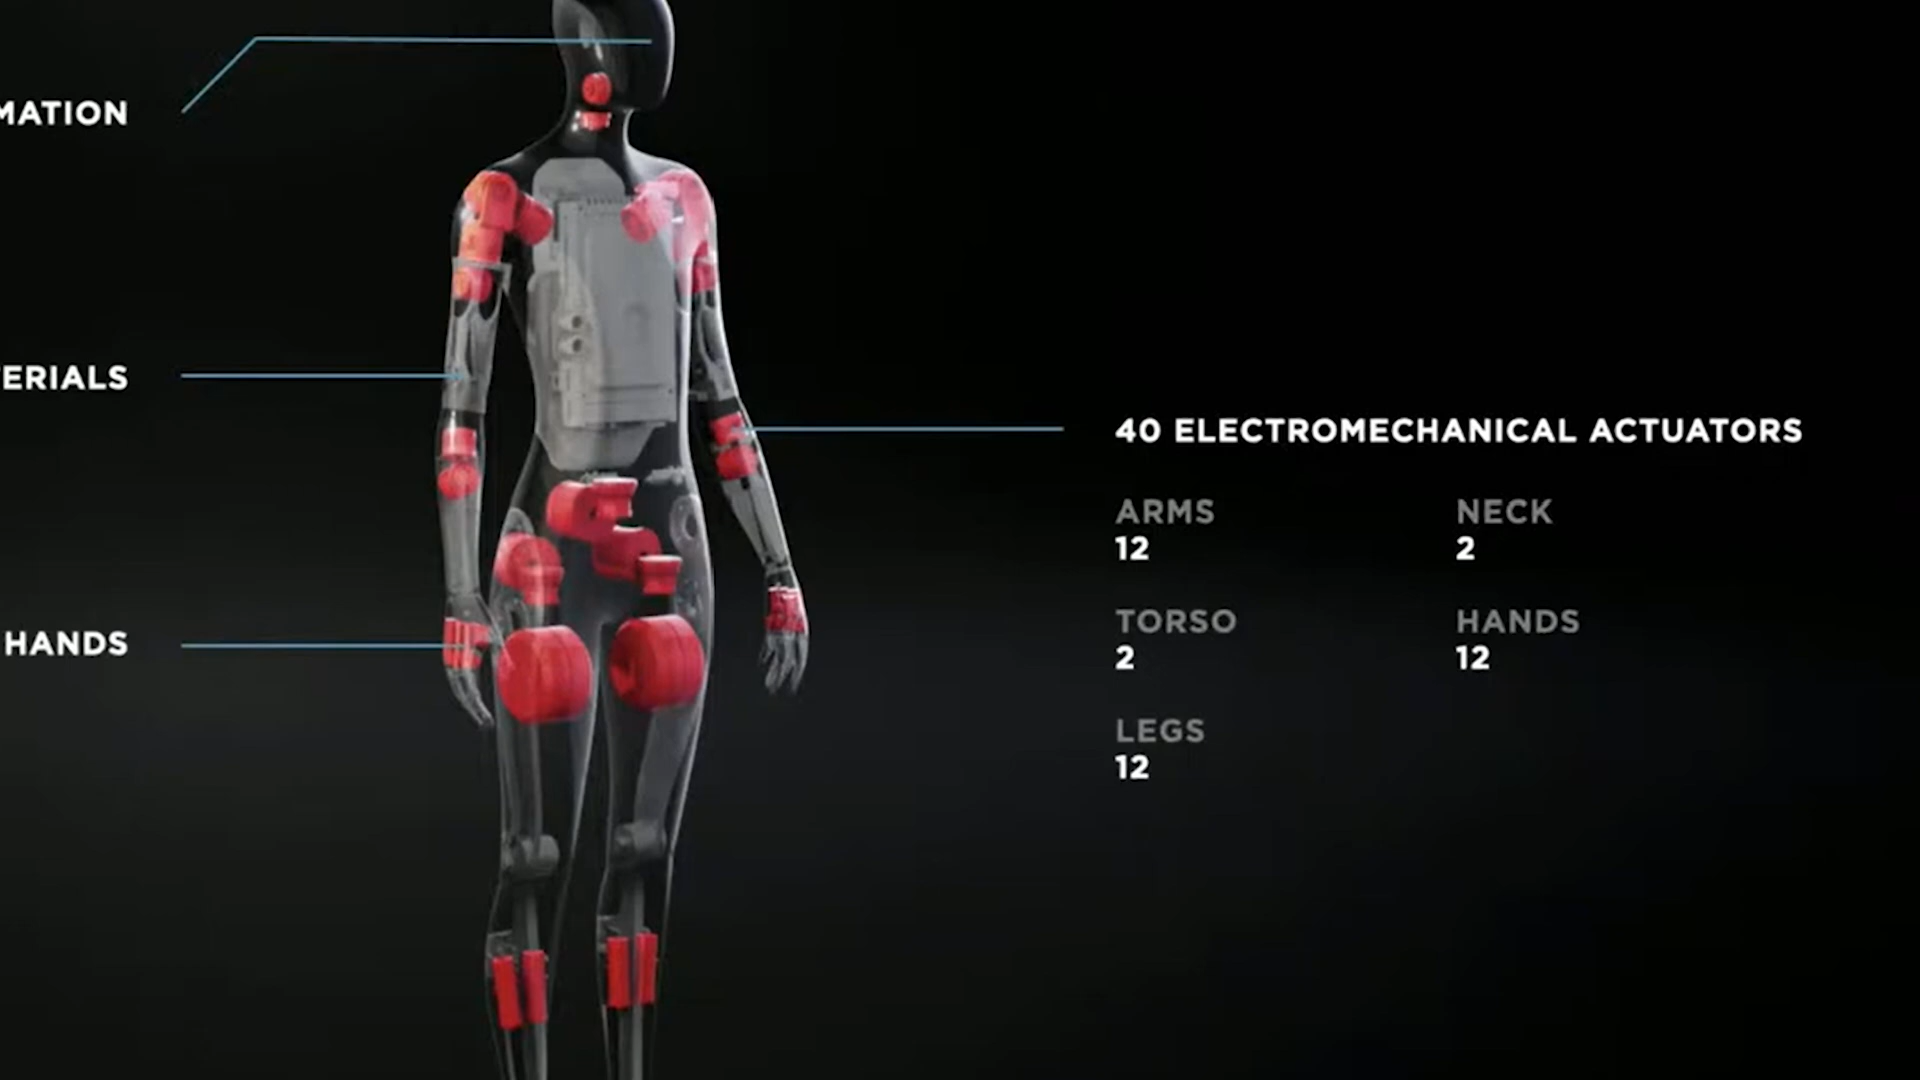 MATION
ERIALS
HANDS
40 ELECTROMECHANICAL ACTUATORS
ARMS
12
NECK
2
TORSO
2
HANDS
12
LEGS
12